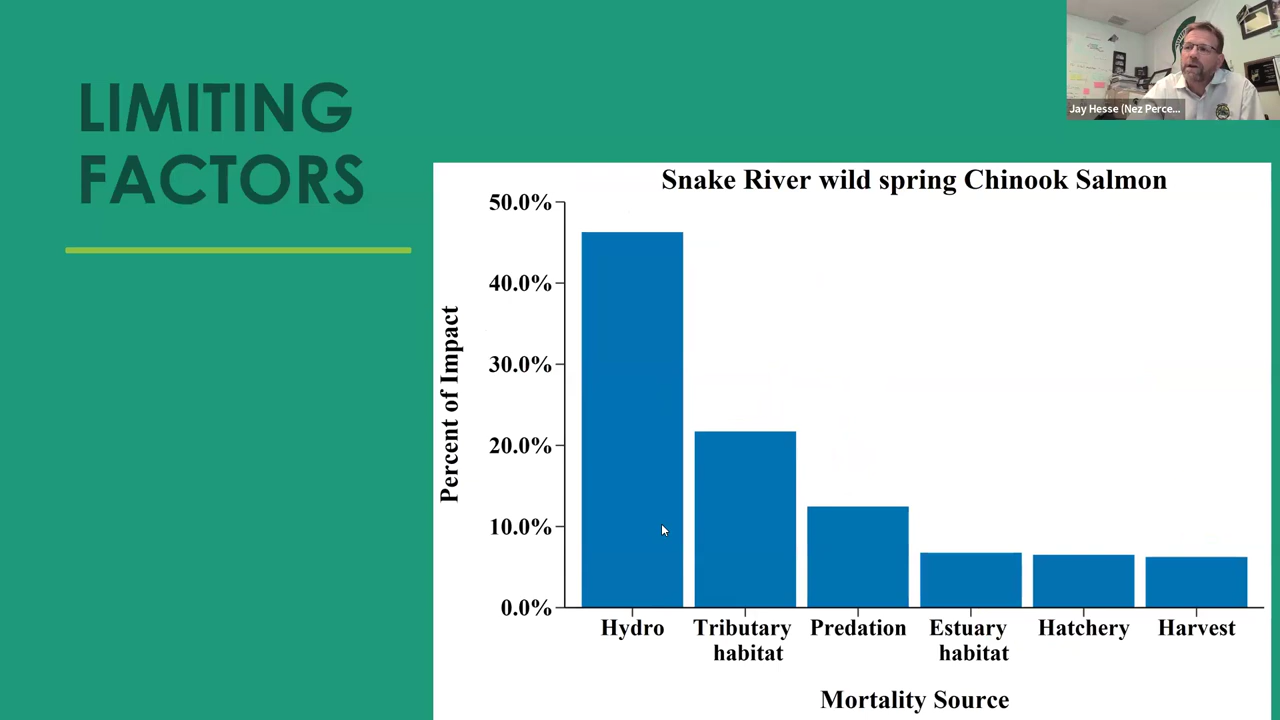 LIMITING
FACTORS
Jay Hesse (Nez Perce...
Snake River wild spring Chinook Salmon
Percent of Impact
50.0%
40.0%
30.0%
20.0%
10.0%
0.0%
Hydro
Tributary
habitat
Predation
Estuary
habitat
Hatchery
Harvest
Mortality Source